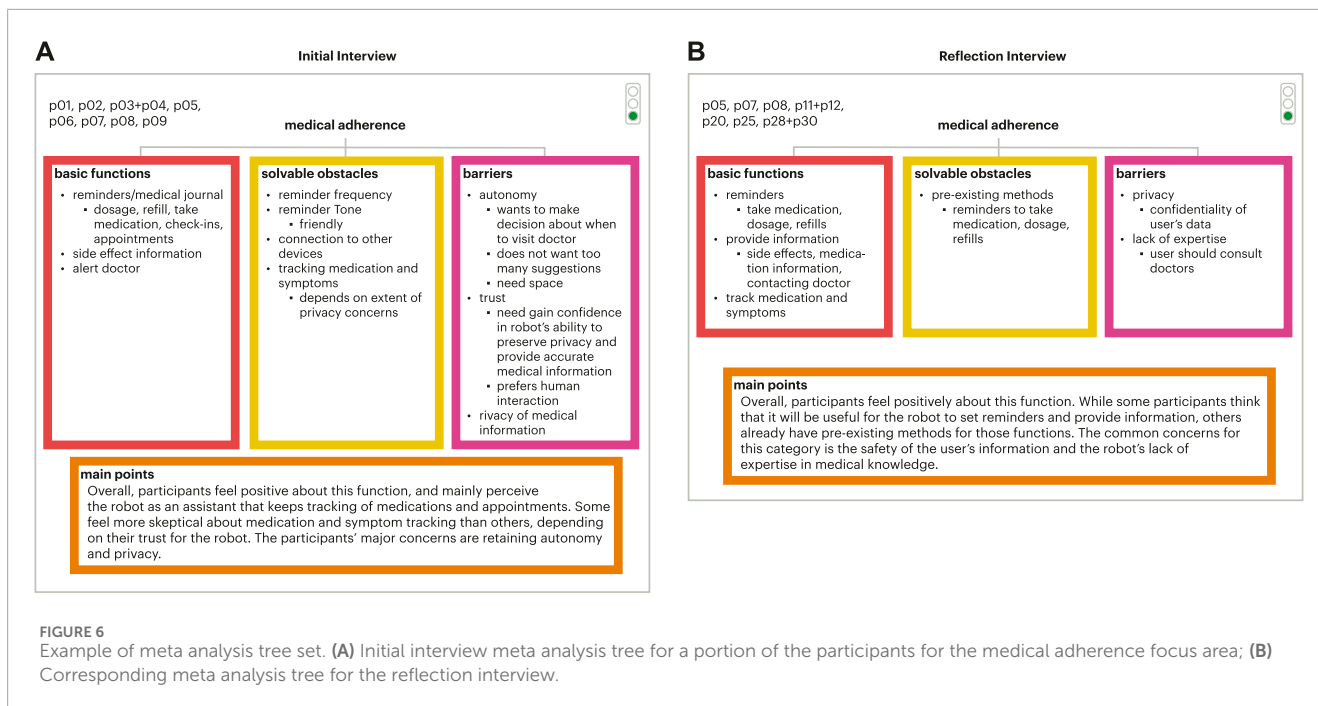 A
Initial Interview
p01, p02, p03+p04, p05,
p06, p07, p08, p09
medical adherence
basic functions
• reminders/medical journal
▪ dosage, refill, take
medication, check-ins,
appointments
• side effect information
• alert doctor
solvable obstacles
• reminder frequency
• reminder Tone
▪ friendly
• connection to other
devices
• tracking medication and
symptoms
▪ depends on extent of
privacy concerns
barriers
• autonomy
▪ wants to make
decision about when
to visit doctor
▪ does not want too
many suggestions
▪ need space
• trust
▪ need gain confidence
in robot's ability to
preserve privacy and
provide accurate
medical information
▪ prefers human
interaction
• rivacy of medical
information
main points
Overall, participants feel positive about this function, and mainly perceive
the robot as an assistant that keeps tracking of medications and appointments. Some
feel more skeptical about medication and symptom tracking than others, depending
on their trust for the robot. The participants' major concerns are retaining autonomy
and privacy.
B
Reflection Interview
p05, p07, p08, p11+p12,
p20, p25, p28+p30
medical adherence
basic functions
• reminders
▪ take medication,
dosage, refills
• provide information
▪ side effects, medica-
tion information,
contacting doctor
• track medication and
symptoms
solvable obstacles
• pre-existing methods
▪ reminders to take
medication, dosage,
refills
barriers
• privacy
▪ confidentiality of
user's data
• lack of expertise
▪ user should consult
doctors
main points
Overall, participants feel positively about this function. While some participants think
that it will be useful for the robot to set reminders and provide information, others
already have pre-existing methods for those functions. The common concerns for
this category is the safety of the user's information and the robot's lack of
expertise in medical knowledge.
FIGURE 6
Example of meta analysis tree set. (A) Initial interview meta analysis tree for a portion of the participants for the medical adherence focus area; (B)
Corresponding meta analysis tree for the reflection interview.